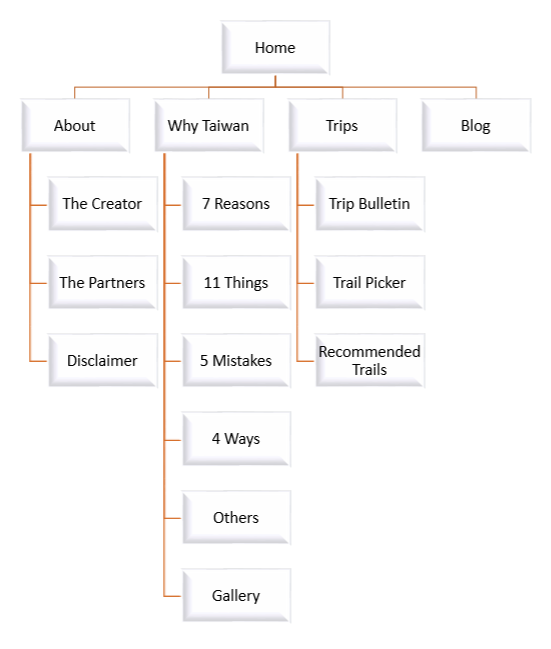 Home
About
Why Taiwan
Trips
Blog
The Creator
7 Reasons
Trip Bulletin
The Partners
11 Things
Trail Picker
Disclaimer
5 Mistakes
Recommended
Trails
4 Ways
Others
Gallery